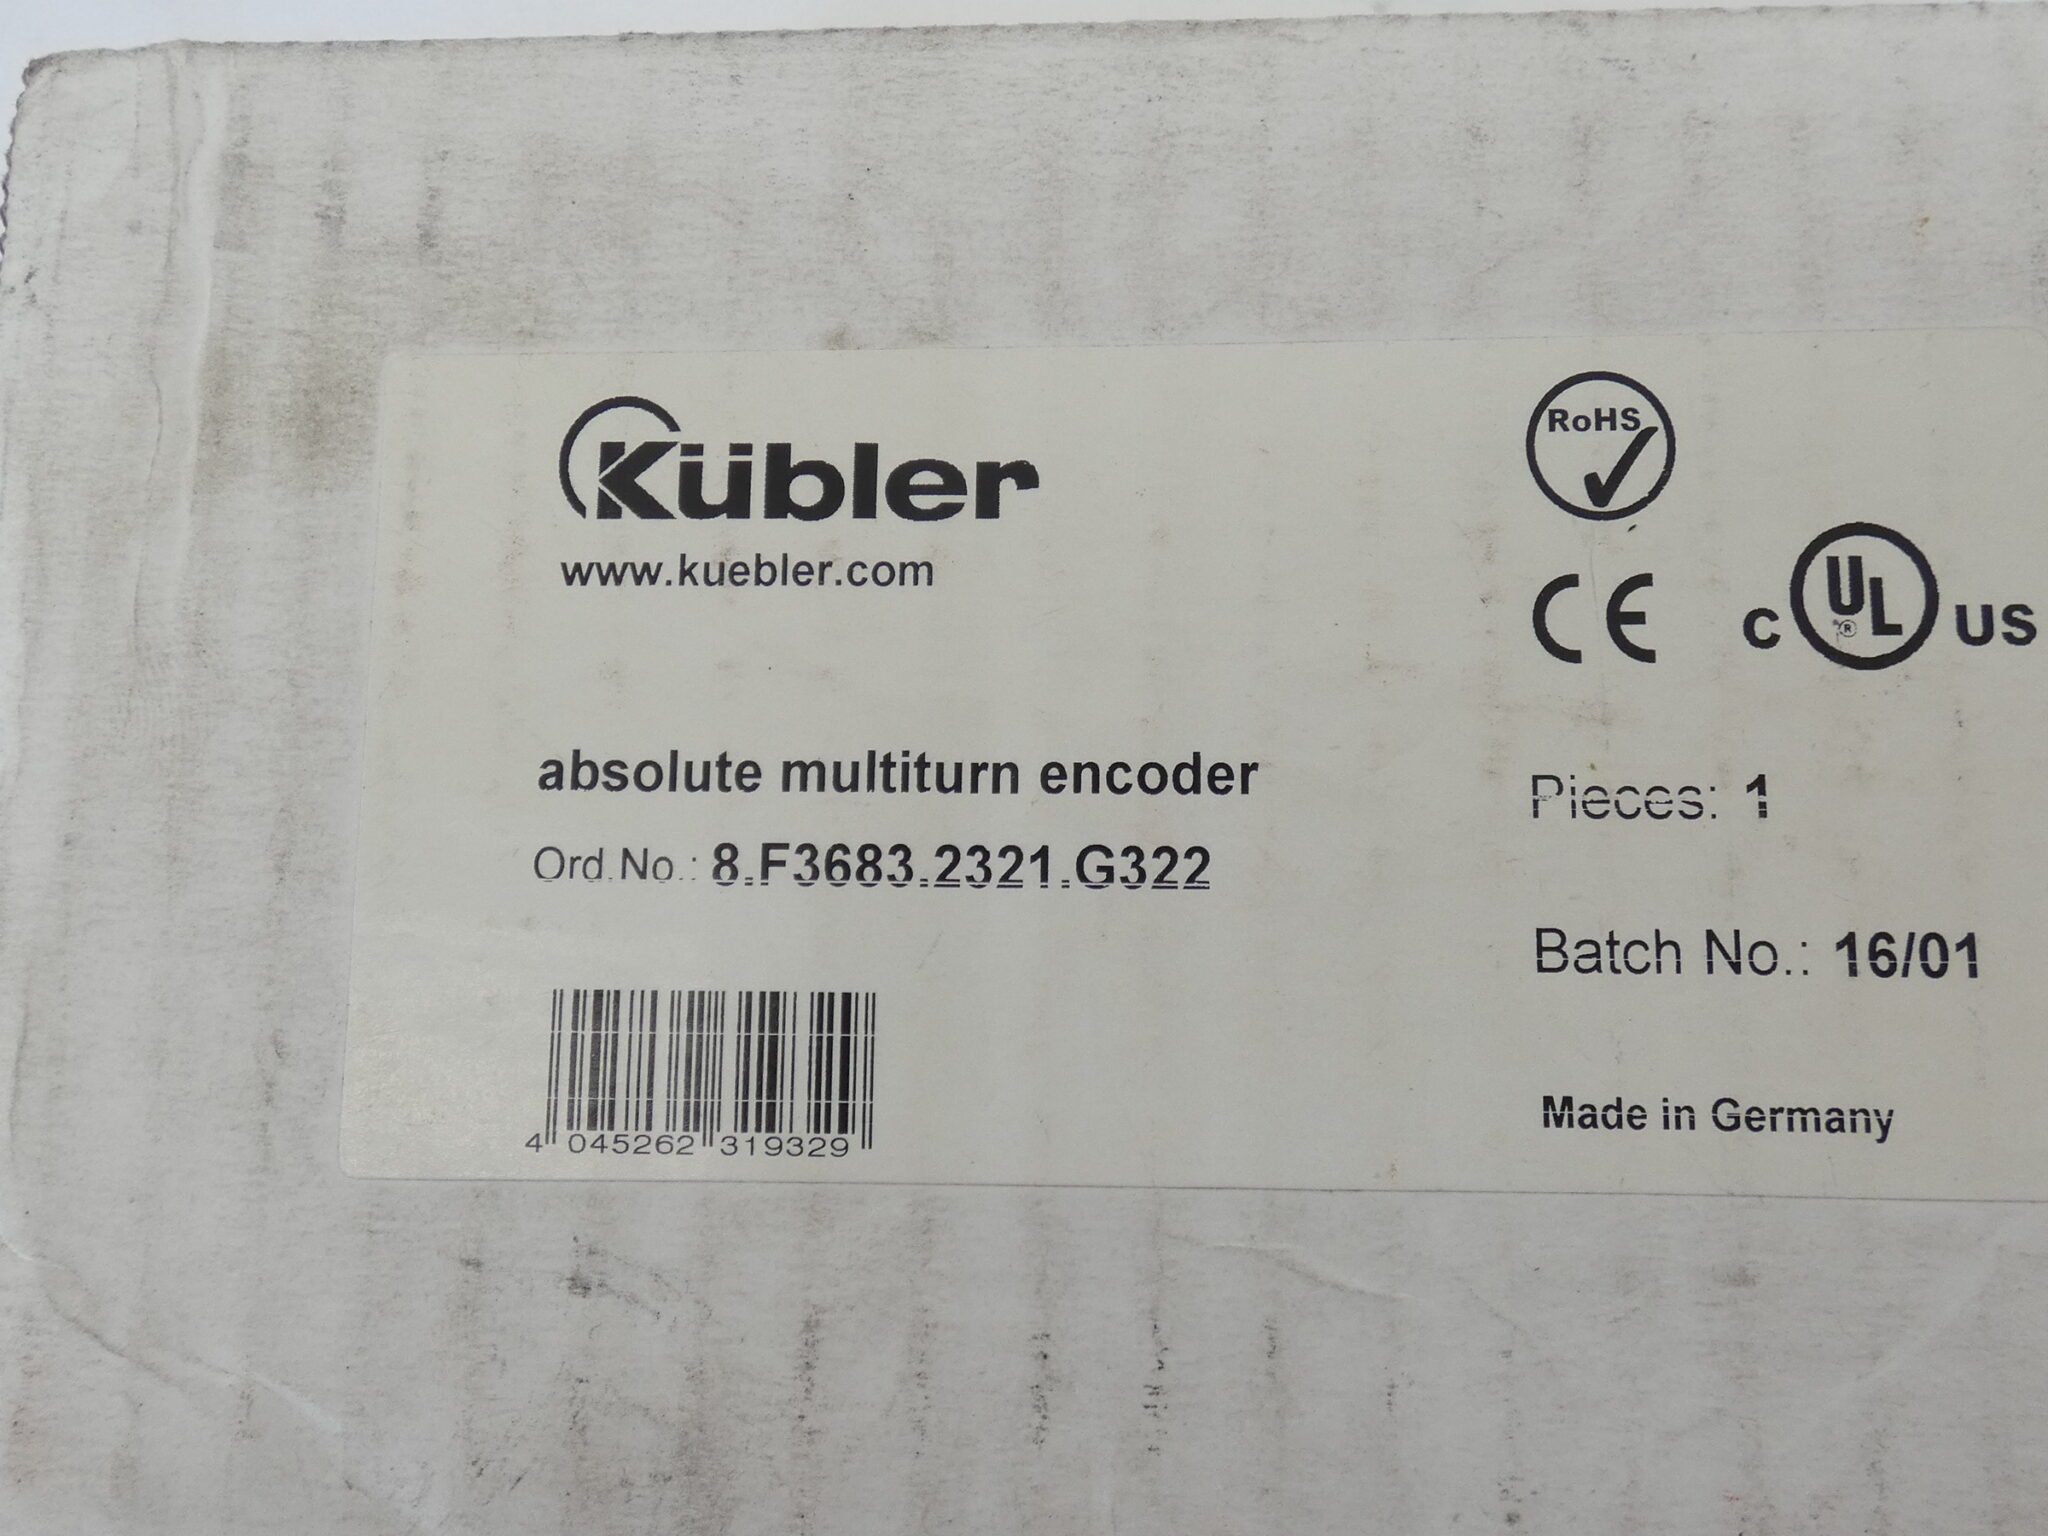 Kübler
www.kuebler.com
RoHS
CE
c UL® US
absolute multiturn encoder
Pieces: 1
Ord.No.: 8.F3683.2321.G322
Batch No.: 16/01
4 045262 319329
Made in Germany